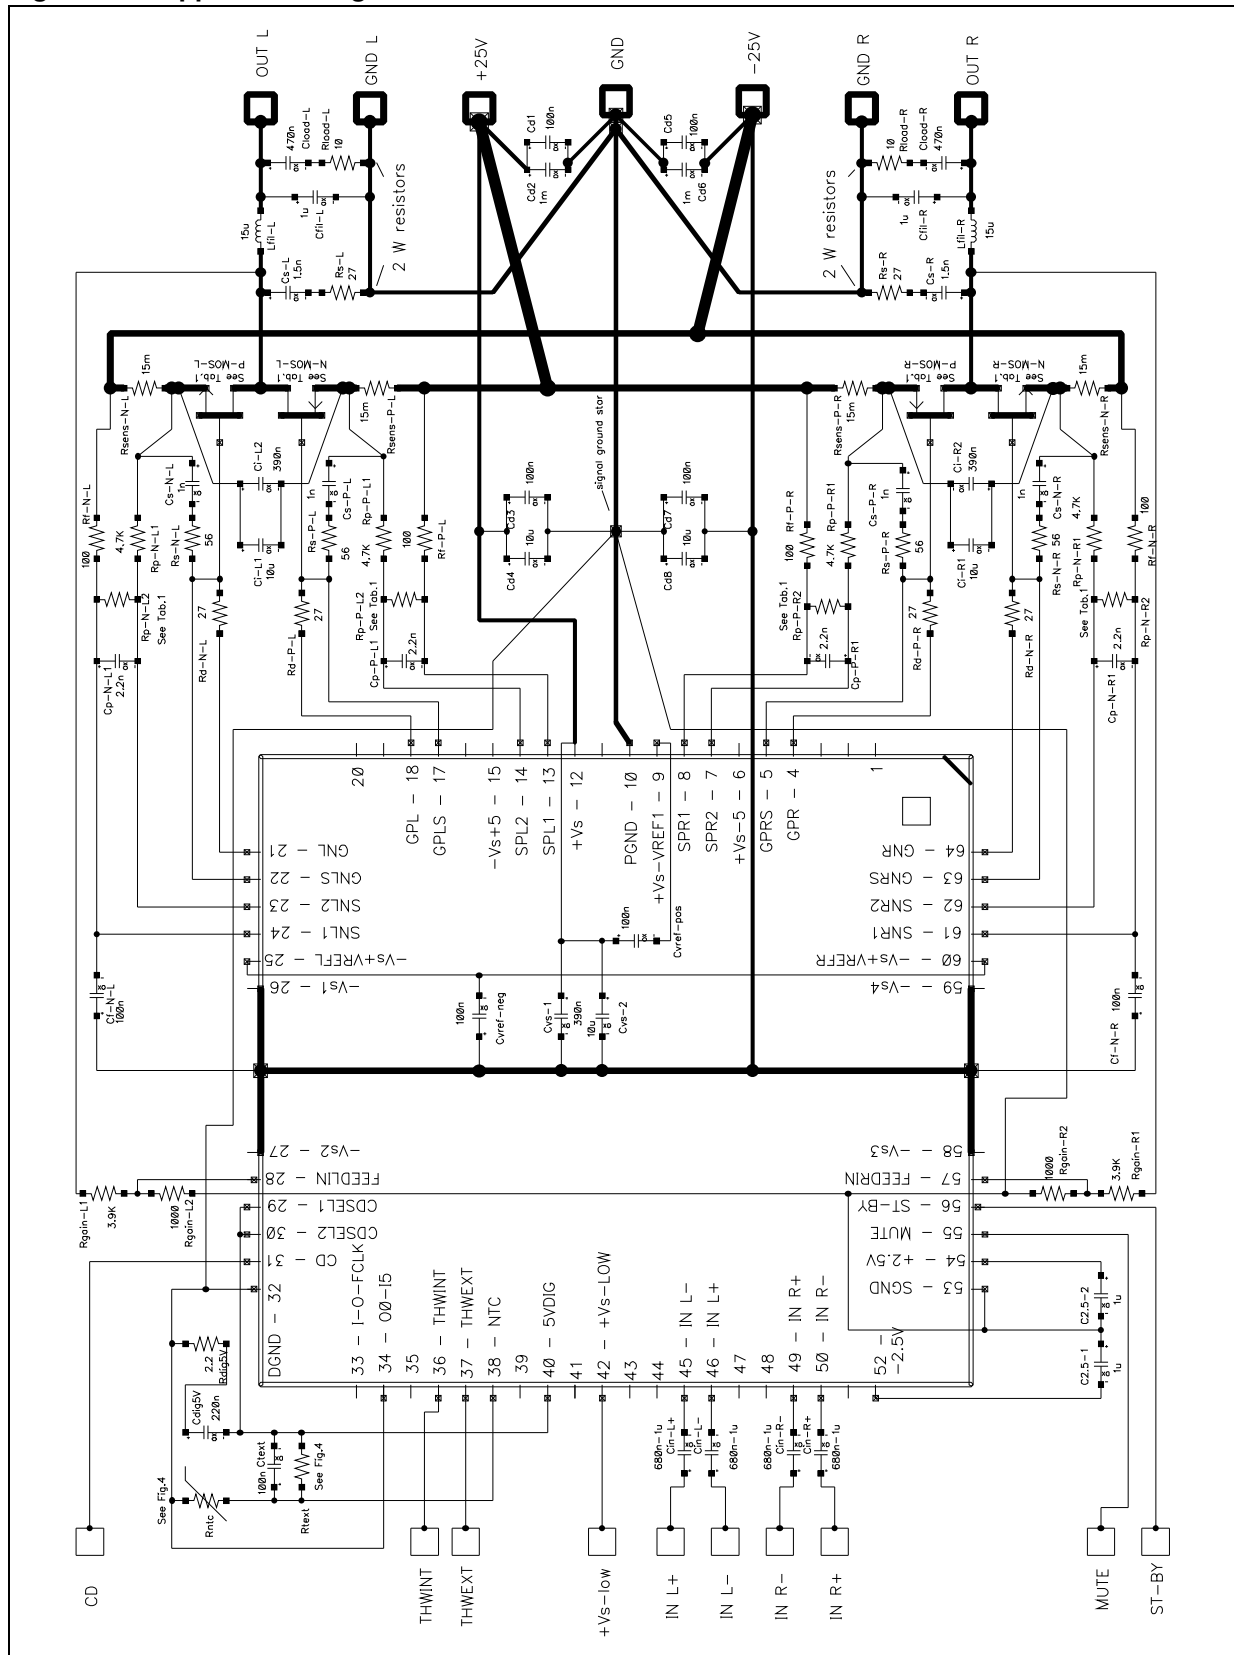 OUT L
GND L
+25V
GND
-25V
GND R
OUT R
470n
Cload-L
Rload-L
10
1u
Cfil-L
15u
Lfil-L
Cs-L
1.5n
Rs-L
27
2 W resistors
Cd1
100n
Cd2
1m
Cd5
100n
1m
Cd6
2 W resistors
10
Rload-R
Cload-R
470n
1u
Cfil-R
Lfil-R
15u
Rs-R
27
Cs-R
1.5n
15m
Rsens-N-L
P-MOS-L
See Tab.1
N-MOS-L
See Tab.1
15m
Rsens-P-L
signal ground star
Rsens-P-R
15m
P-MOS-R
See Tab.1
N-MOS-R
See Tab.1
15m
Rsens-N-R
Rf-N-L
100
4.7K
Rp-N-L1
Cs-N-L
1n
Rs-N-L
56
Ci-L2
390n
Ci-L1
10u
1n
Cs-P-L
Rs-P-L
56
Rp-P-L1
4.7K
100
Rf-P-L
100n
Cd3
10u
Cd4
100n
Cd7
10u
Cd8
Rf-P-R
100
Rp-P-R1
4.7K
Cs-P-R
1n
Rs-P-R
56
Ci-R2
390n
Ci-R1
10u
1n
Cs-N-R
Rs-N-R
56
4.7K
Rp-N-R1
100
Rf-N-R
Rp-N-L2
See Tab.1
Cp-N-L1
2.2n
27
Rd-N-L
27
Rd-P-L
See Tab.1
Rp-P-L2
Cp-P-L1
2.2n
See Tab.1
Rp-P-R2
2.2n
Cp-P-R1
27
Rd-P-R
27
Rd-N-R
See Tab.1
2.2n
Cp-N-R1
Rp-N-R2
20
GPL - 18
GPLS - 17
-Vs+5 - 15
SPL2 - 14
SPL1 - 13
+Vs - 12
PGND - 10
+Vs-VREF1 - 9
SPR1 - 8
SPR2 - 7
+Vs-5 - 6
GPRS - 5
GPR - 4
1
21 - GNL
22 - GNLS
23 - SNL2
24 - SNL1
25 - -Vs+VREFL
26 - -Vs1
64 - GNR
63 - GNRS
62 - SNR2
61 - SNR1
60 - -Vs+VREFR
59 - -Vs4
Cf-N-L
100n
100n
Cvref-neg
Cvs-1
390n
10u
Cvs-2
100n
Cvref-pos
100n
Cf-N-R
27 - -Vs2
28 - FEEDLIN
29 - CDSEL1
30 - CDSEL2
31 - CD
DGND - 32
58 - -Vs3
57 - FEEDRIN
56 - ST-BY
55 - MUTE
54 - +2.5V
53 - SGND
Rgain-L1
3.9K
1000
Rgain-L2
1000
Rgain-R2
3.9K
Rgain-R1
33 - I-O-FCLK
34 - O0-I5
35
36 - THWINT
37 - THWEXT
38 - NTC
39
40 - 5VDIG
41
42 - +Vs-LOW
43
44
45 - IN L-
46 - IN L+
47
48
49 - IN R+
50 - IN R-
52 - -2.5V
2.2
Rdig5V
Cdig5V
220n
C2.5-2
1u
C2.5-1
1u
See Fig.4
Rntc
100n
Ctext
Rtext
See Fig.4
680n-1u
Cin-L+
Cin-L-
680n-1u
680n-1u
Cin-R-
Cin-R+
680n-1u
CD
THWINT
THWEXT
+Vs-low
IN L+
IN L-
IN R-
IN R+
MUTE
ST-BY